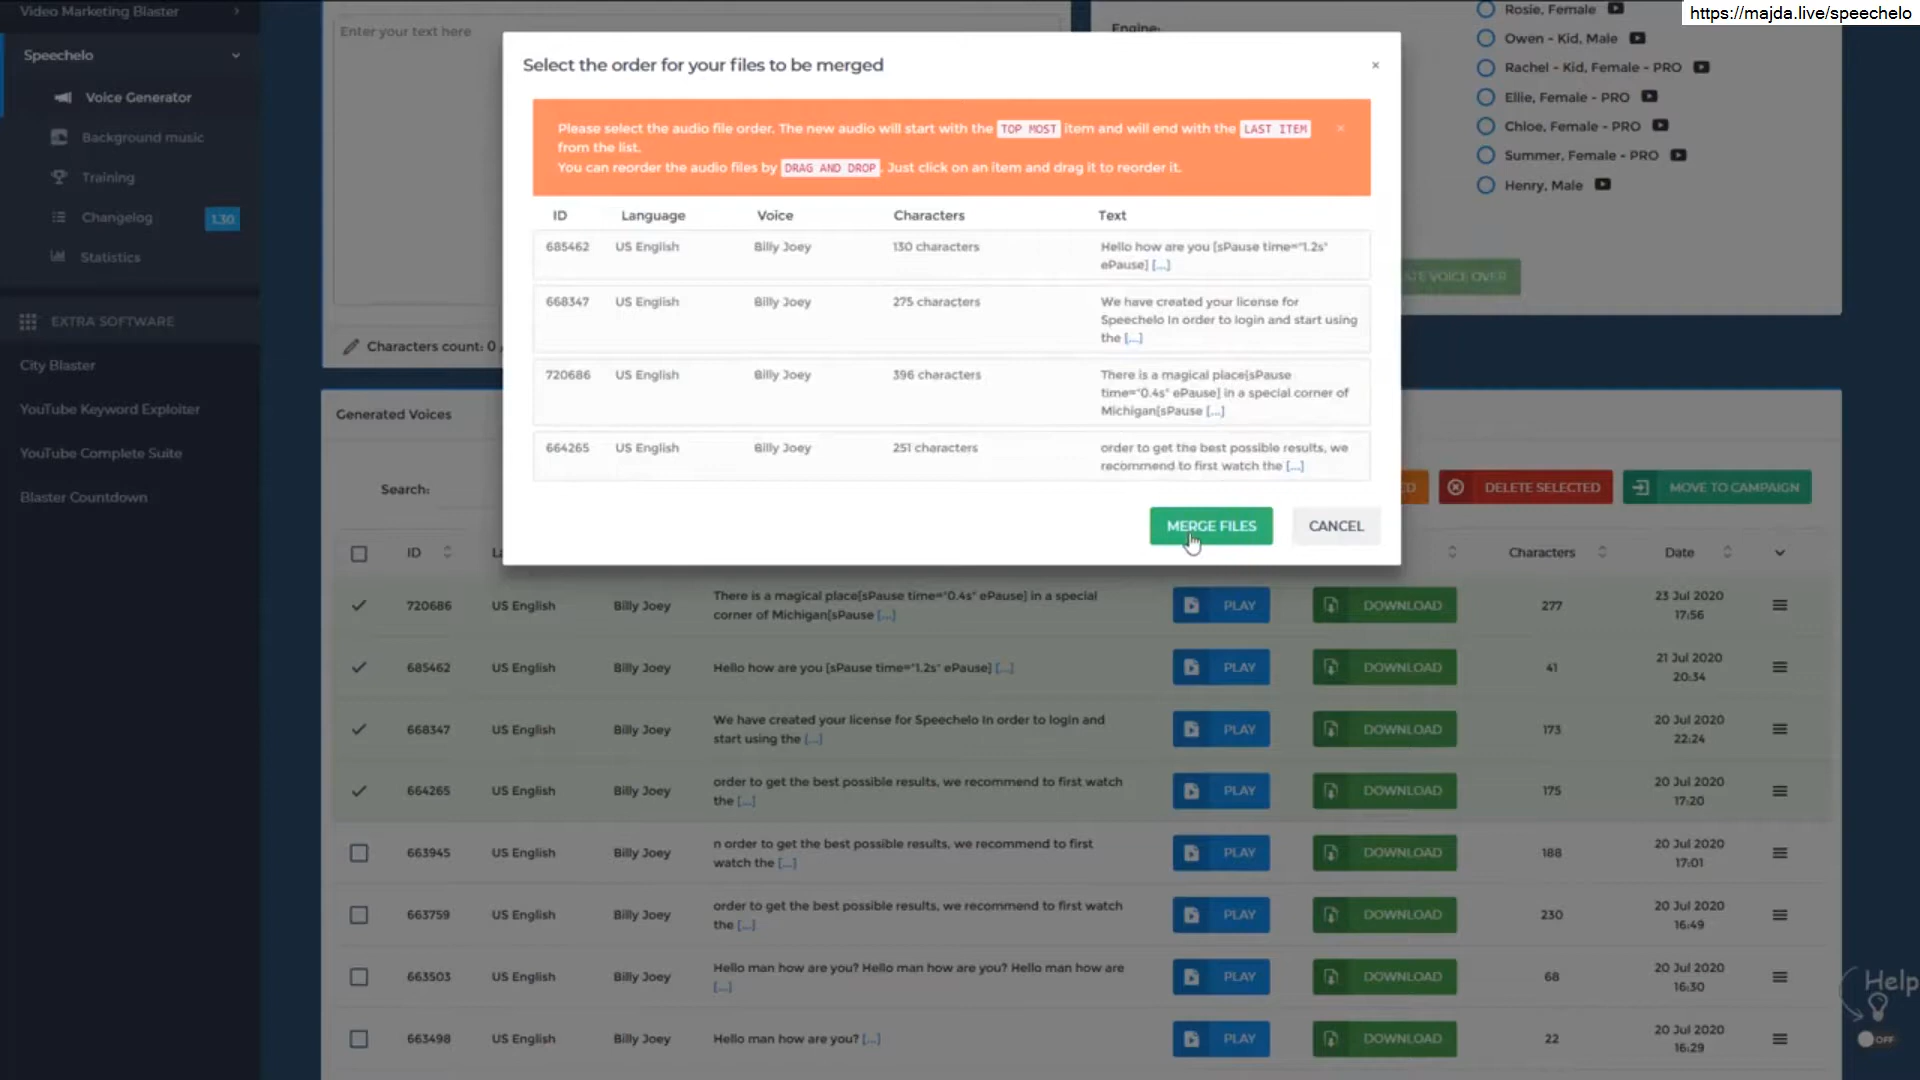 https://majda.live/speechelo
Video Marketing Blaster
Speechelo
Voice Generator
Background music
Training
Changelog
1.30
Statistics
EXTRA SOFTWARE
City Blaster
YouTube Keyword Exploiter
YouTube Complete Suite
Blaster Countdown
Enter your text here
Characters count: 0
Engine:
Rosie, Female
Owen - Kid, Male
Rachel - Kid, Female - PRO
Ellie, Female - PRO
Chloe, Female - PRO
Summer, Female - PRO
Henry, Male
VOICE OVER
Select the order for your files to be merged
×
Please select the audio file order. The new audio will start with the TOP MOST item and will end with the LAST ITEM
from the list.
You can reorder the audio files by DRAG AND DROP. Just click on an item and drag it to reorder it.
×
ID Language Voice Characters Text
685462 US English Billy Joey 130 characters Hello how are you [sPause time="1.2s"
ePause] [...]
668347 US English Billy Joey 275 characters We have created your license for
Speechelo In order to login and start using
the [...]
720686 US English Billy Joey 396 characters There is a magical place[sPause
time="0.4s" ePause] in a special corner of
Michigan[sPause [...]
664265 US English Billy Joey 251 characters order to get the best possible results, we
recommend to first watch the [...]
MERGE FILES
CANCEL
Generated Voices
Search:
DELETE SELECTED
MOVE TO CAMPAIGN
ID Characters Date
720686 US English Billy Joey There is a magical place[sPause time="0.4s" ePause] in a special
corner of Michigan[sPause [...]
PLAY DOWNLOAD 277 23 Jul 2020
17:56
685462 US English Billy Joey Hello how are you [sPause time="1.2s" ePause] [...]
PLAY DOWNLOAD 41 21 Jul 2020
20:34
668347 US English Billy Joey We have created your license for Speechelo In order to login and
start using the [...]
PLAY DOWNLOAD 173 20 Jul 2020
22:24
664265 US English Billy Joey order to get the best possible results, we recommend to first watch
the [...]
PLAY DOWNLOAD 175 20 Jul 2020
17:20
663945 US English Billy Joey n order to get the best possible results, we recommend to first
watch the [...]
PLAY DOWNLOAD 188 20 Jul 2020
17:01
663759 US English Billy Joey order to get the best possible results, we recommend to first watch
the [...]
PLAY DOWNLOAD 230 20 Jul 2020
16:49
663503 US English Billy Joey Hello man how are you? Hello man how are you? Hello man how are
[...]
PLAY DOWNLOAD 68 20 Jul 2020
16:30
663498 US English Billy Joey Hello man how are you? [...]
PLAY DOWNLOAD 22 20 Jul 2020
16:29
Help
OFF